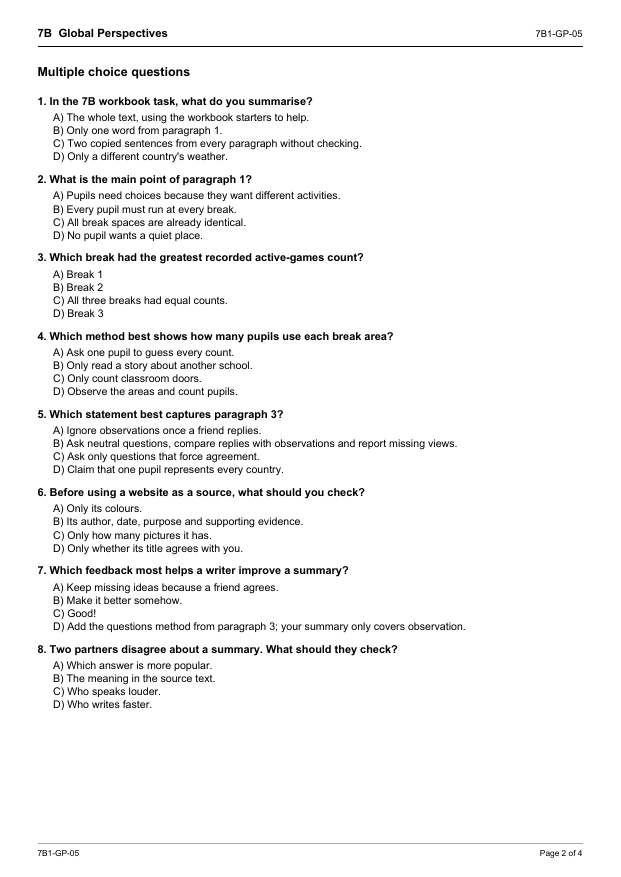 7B Global Perspectives
7B1-GP-05
Multiple choice questions
1. In the 7B workbook task, what do you summarise?
A) The whole text, using the workbook starters to help.
B) Only one word from paragraph 1.
C) Two copied sentences from every paragraph without checking.
D) Only a different country's weather.
2. What is the main point of paragraph 1?
A) Pupils need choices because they want different activities.
B) Every pupil must run at every break.
C) All break spaces are already identical.
D) No pupil wants a quiet place.
3. Which break had the greatest recorded active-games count?
A) Break 1
B) Break 2
C) All three breaks had equal counts.
D) Break 3
4. Which method best shows how many pupils use each break area?
A) Ask one pupil to guess every count.
B) Only read a story about another school.
C) Only count classroom doors.
D) Observe the areas and count pupils.
5. Which statement best captures paragraph 3?
A) Ignore observations once a friend replies.
B) Ask neutral questions, compare replies with observations and report missing views.
C) Ask only questions that force agreement.
D) Claim that one pupil represents every country.
6. Before using a website as a source, what should you check?
A) Only its colours.
B) Its author, date, purpose and supporting evidence.
C) Only how many pictures it has.
D) Only whether its title agrees with you.
7. Which feedback most helps a writer improve a summary?
A) Keep missing ideas because a friend agrees.
B) Make it better somehow.
C) Good!
D) Add the questions method from paragraph 3; your summary only covers observation.
8. Two partners disagree about a summary. What should they check?
A) Which answer is more popular.
B) The meaning in the source text.
C) Who speaks louder.
D) Who writes faster.
7B1-GP-05
Page 2 of 4